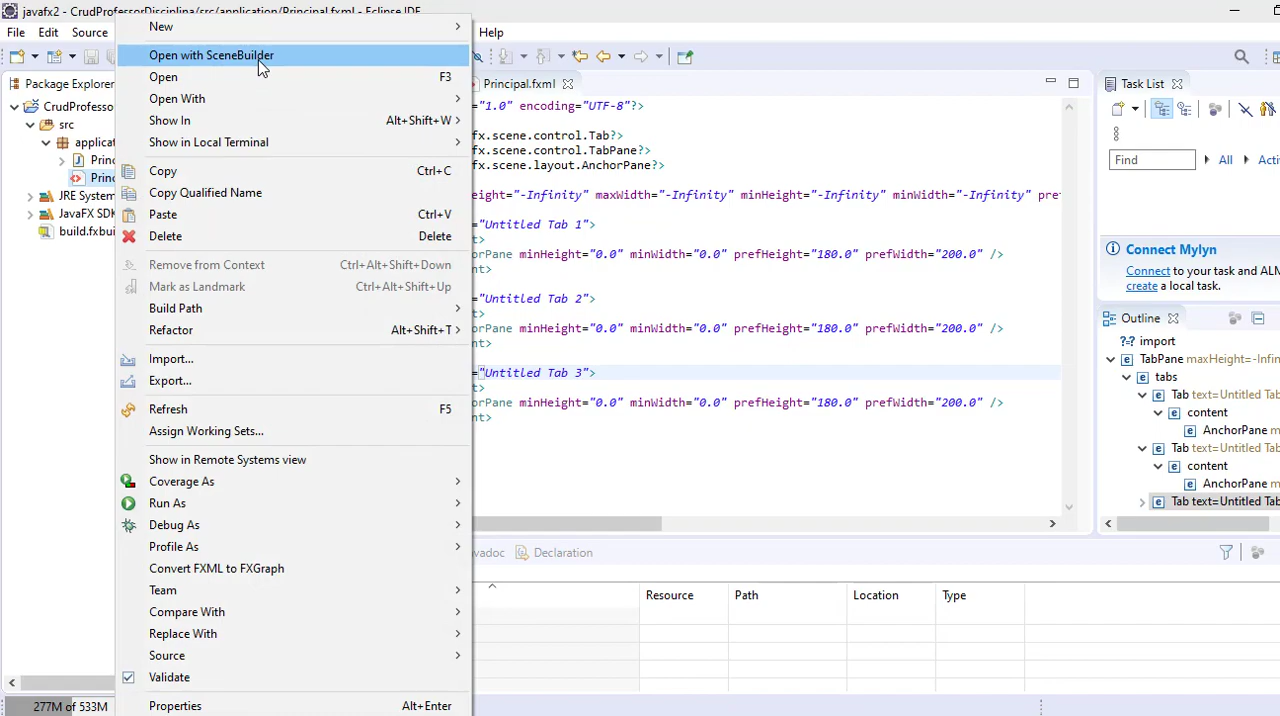 javafx2 - CrudProfessorDisciplina/src/application/Principal.fxml - Eclipse IDE
File Edit Source Help
Package Explorer
CrudProfesso
src
applicat
Princ
Princ
JRE System
JavaFX SDK
build.fxbui
New
Open with SceneBuilder
Open F3
Open With
Show In Alt+Shift+W
Show in Local Terminal
Copy Ctrl+C
Copy Qualified Name
Paste Ctrl+V
Delete Delete
Remove from Context Ctrl+Alt+Shift+Down
Mark as Landmark Ctrl+Alt+Shift+Up
Build Path
Refactor Alt+Shift+T
Import...
Export...
Refresh F5
Assign Working Sets...
Show in Remote Systems view
Coverage As
Run As
Debug As
Profile As
Convert FXML to FXGraph
Team
Compare With
Replace With
Source
Validate
Properties Alt+Enter
Principal.fxml
="1.0" encoding="UTF-8"?>
fx.scene.control.Tab?>
fx.scene.control.TabPane?>
fx.scene.layout.AnchorPane?>
eight="-Infinity" maxWidth="-Infinity" minHeight="-Infinity" minWidth="-Infinity" pre
="Untitled Tab 1">
t>
orPane minHeight="0.0" minWidth="0.0" prefHeight="180.0" prefWidth="200.0" />
nt>
="Untitled Tab 2">
t>
orPane minHeight="0.0" minWidth="0.0" prefHeight="180.0" prefWidth="200.0" />
nt>
="Untitled Tab 3">
t>
orPane minHeight="0.0" minWidth="0.0" prefHeight="180.0" prefWidth="200.0" />
nt>
Task List
Find All Acti
Connect Mylyn
Connect to your task and ALM
create a local task.
Outline
?-? import
TabPane maxHeight=-Infin
tabs
Tab text=Untitled Tab
content
AnchorPane m
Tab text=Untitled Tab
content
AnchorPane m
Tab text=Untitled Tab
vadoc Declaration
Resource Path Location Type
277M of 533M